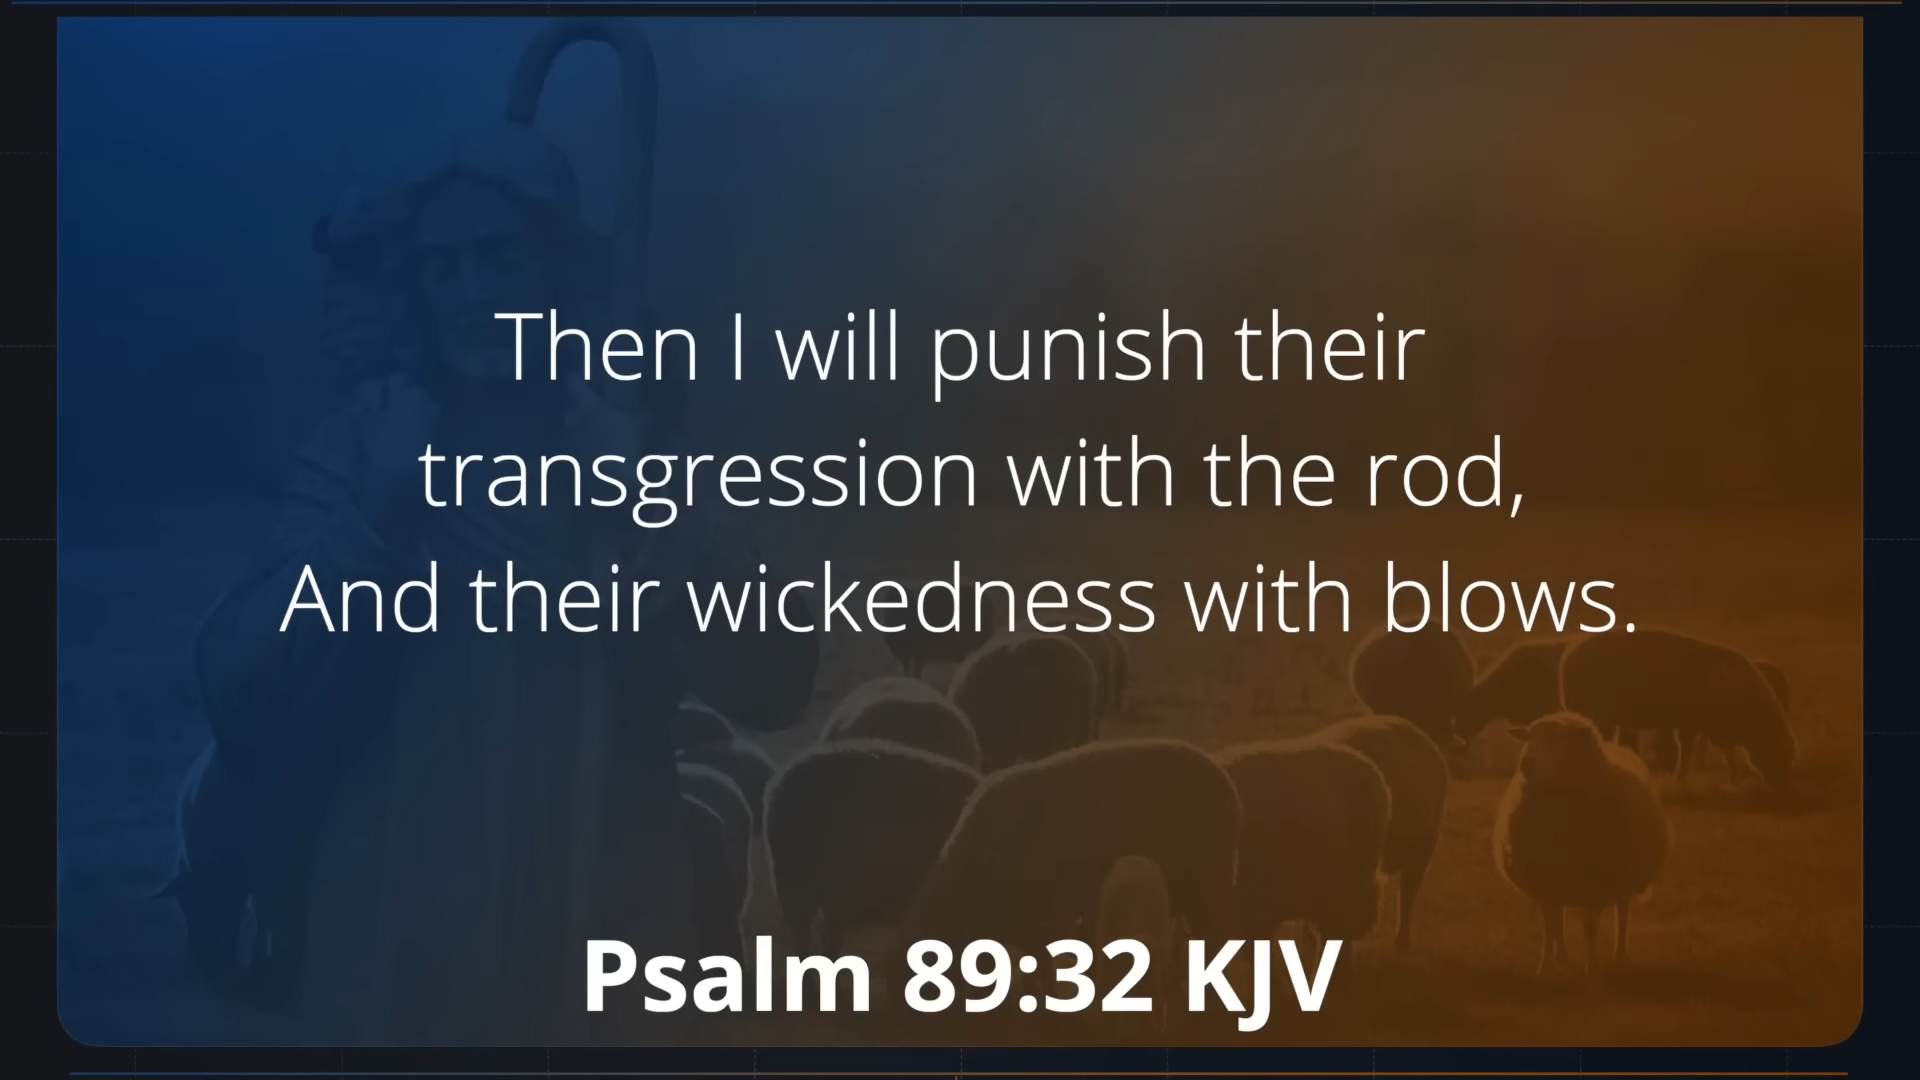 Then I will punish their
transgression with the rod,
And their wickedness with blows.
Psalm 89:32 KJV